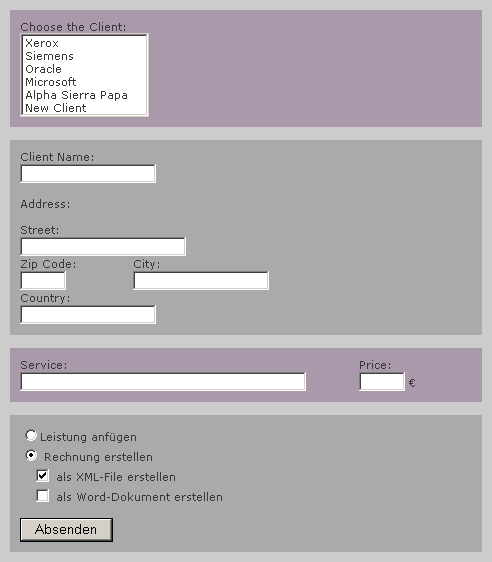 Choose the Client:
Xerox
Siemens
Oracle
Microsoft
Alpha Sierra Papa
New Client
Client Name:
Address:
Street:
Zip Code: City:
Country:
Service: Price:
€
Leistung anfügen
Rechnung erstellen
als XML-File erstellen
als Word-Dokument erstellen
Absenden